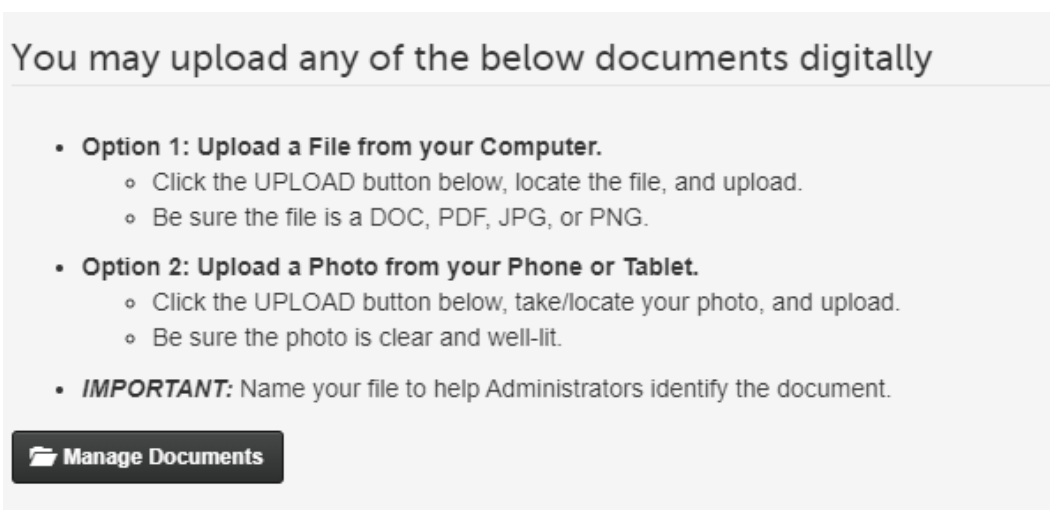 You may upload any of the below documents digitally
Option 1: Upload a File from your Computer.
Click the UPLOAD button below, locate the file, and upload.
Be sure the file is a DOC, PDF, JPG, or PNG.
Option 2: Upload a Photo from your Phone or Tablet.
Click the UPLOAD button below, take/locate your photo, and upload.
Be sure the photo is clear and well-lit.
IMPORTANT: Name your file to help Administrators identify the document.
Manage Documents